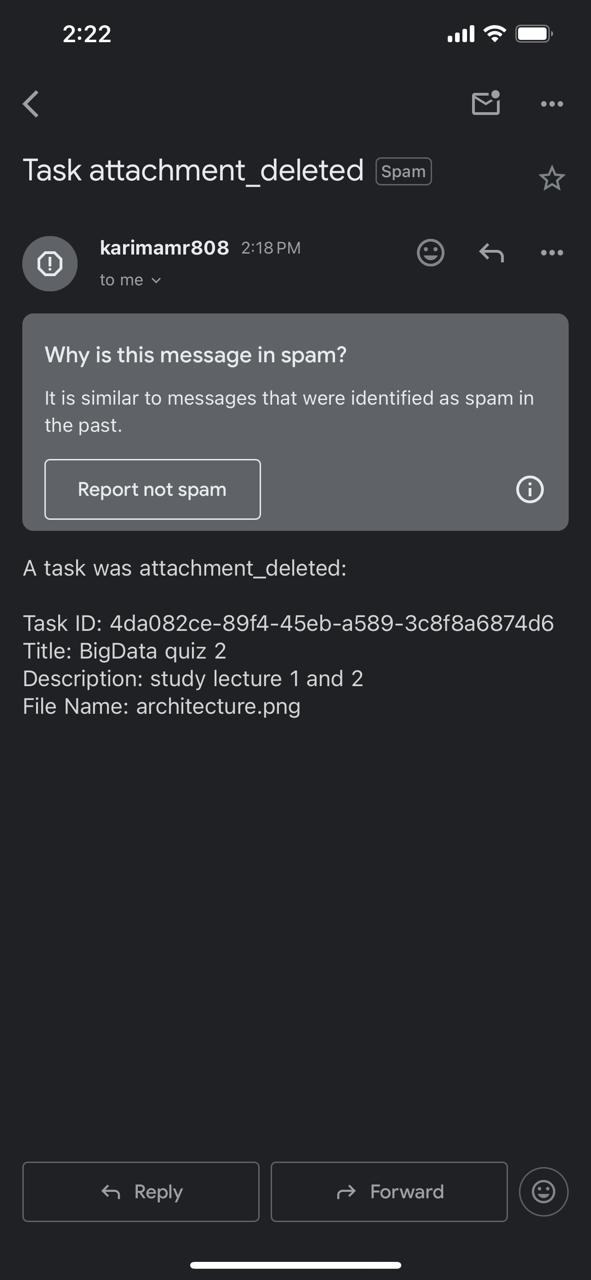 2:22
Task attachment_deleted Spam
karimamr808 2:18 PM
to me
Why is this message in spam?
It is similar to messages that were identified as spam in
the past.
Report not spam
A task was attachment_deleted:
Task ID: 4da082ce-89f4-45eb-a589-3c8f8a6874d6
Title: BigData quiz 2
Description: study lecture 1 and 2
File Name: architecture.png
Reply Forward